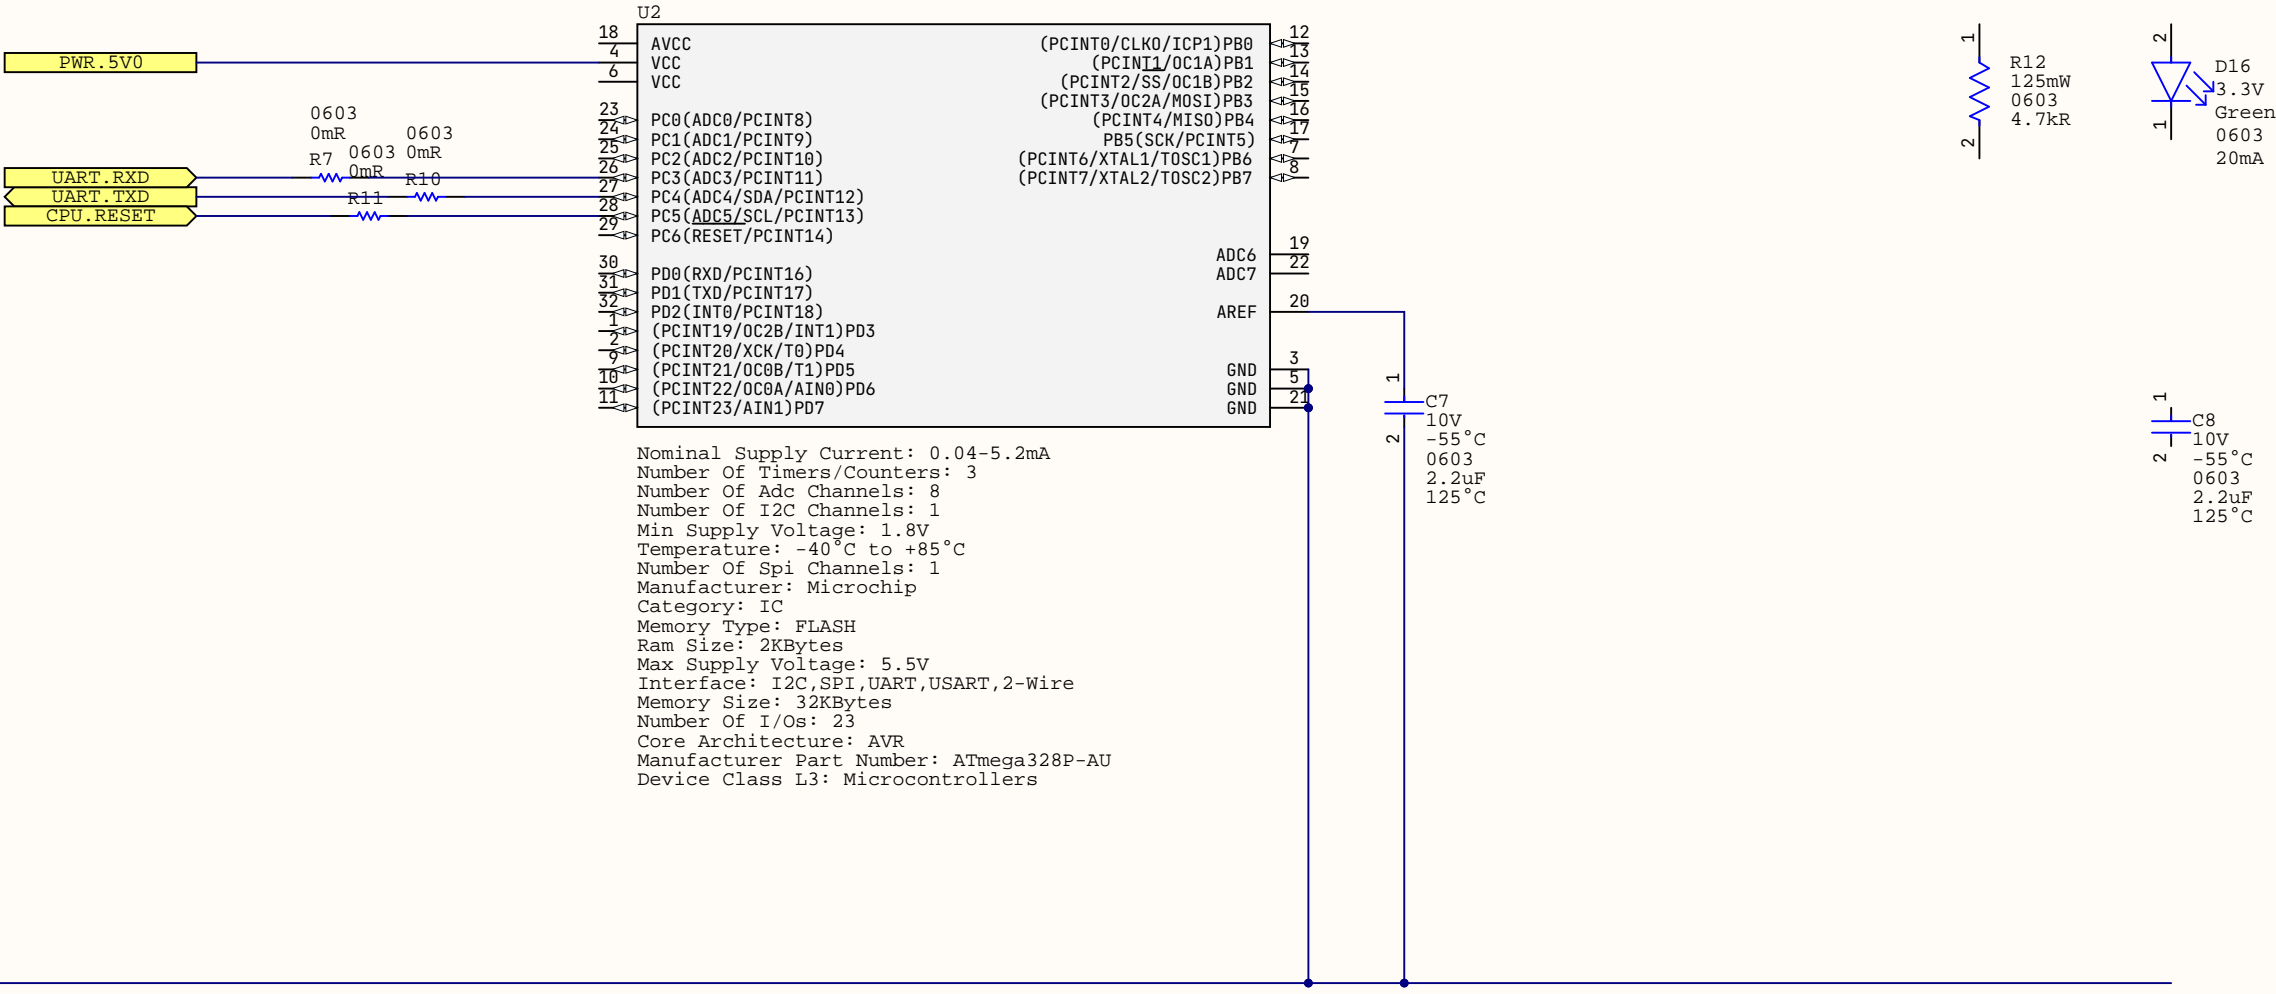 U2
PWR.5V0
UART.RXD
UART.TXD
CPU.RESET
0603
0mR
R7
0603
0mR
R11
0603
0mR
R10
18 AVCC
4 VCC
6 VCC
23 PC0(ADC0/PCINT8)
24 PC1(ADC1/PCINT9)
25 PC2(ADC2/PCINT10)
26 PC3(ADC3/PCINT11)
27 PC4(ADC4/SDA/PCINT12)
28 PC5(ADC5/SCL/PCINT13)
29 PC6(RESET/PCINT14)
30 PD0(RXD/PCINT16)
31 PD1(TXD/PCINT17)
32 PD2(INT0/PCINT18)
1 (PCINT19/OC2B/INT1)PD3
2 (PCINT20/XCK/T0)PD4
9 (PCINT21/OC0B/T1)PD5
10 (PCINT22/OC0A/AIN0)PD6
11 (PCINT23/AIN1)PD7
(PCINT0/CLKO/ICP1)PB0 12
(PCINT1/OC1A)PB1 13
(PCINT2/SS/OC1B)PB2 14
(PCINT3/OC2A/MOSI)PB3 15
(PCINT4/MISO)PB4 16
PB5(SCK/PCINT5) 17
(PCINT6/XTAL1/TOSC1)PB6 7
(PCINT7/XTAL2/TOSC2)PB7 8
ADC6 19
ADC7 22
AREF 20
GND 3
GND 5
GND 21
Nominal Supply Current: 0.04-5.2mA
Number Of Timers/Counters: 3
Number Of Adc Channels: 8
Number Of I2C Channels: 1
Min Supply Voltage: 1.8V
Temperature: -40°C to +85°C
Number Of Spi Channels: 1
Manufacturer: Microchip
Category: IC
Memory Type: FLASH
Ram Size: 2KBytes
Max Supply Voltage: 5.5V
Interface: I2C,SPI,UART,USART,2-Wire
Memory Size: 32KBytes
Number Of I/Os: 23
Core Architecture: AVR
Manufacturer Part Number: ATmega328P-AU
Device Class L3: Microcontrollers
1
2
C7
10V
-55°C
0603
2.2uF
125°C
1
2
R12
125mW
0603
4.7kR
2
1
D16
3.3V
Green
0603
20mA
1
2
C8
10V
-55°C
0603
2.2uF
125°C